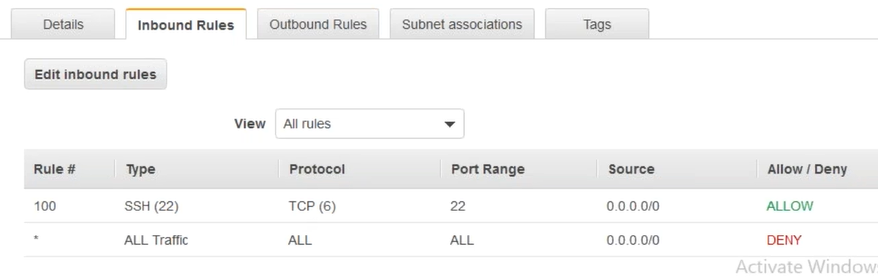 Details Inbound Rules Outbound Rules Subnet associations Tags
Edit inbound rules
View All rules
Rule # Type Protocol Port Range Source Allow / Deny
100 SSH (22) TCP (6) 22 0.0.0.0/0 ALLOW
* ALL Traffic ALL ALL 0.0.0.0/0 DENY
Activate Window